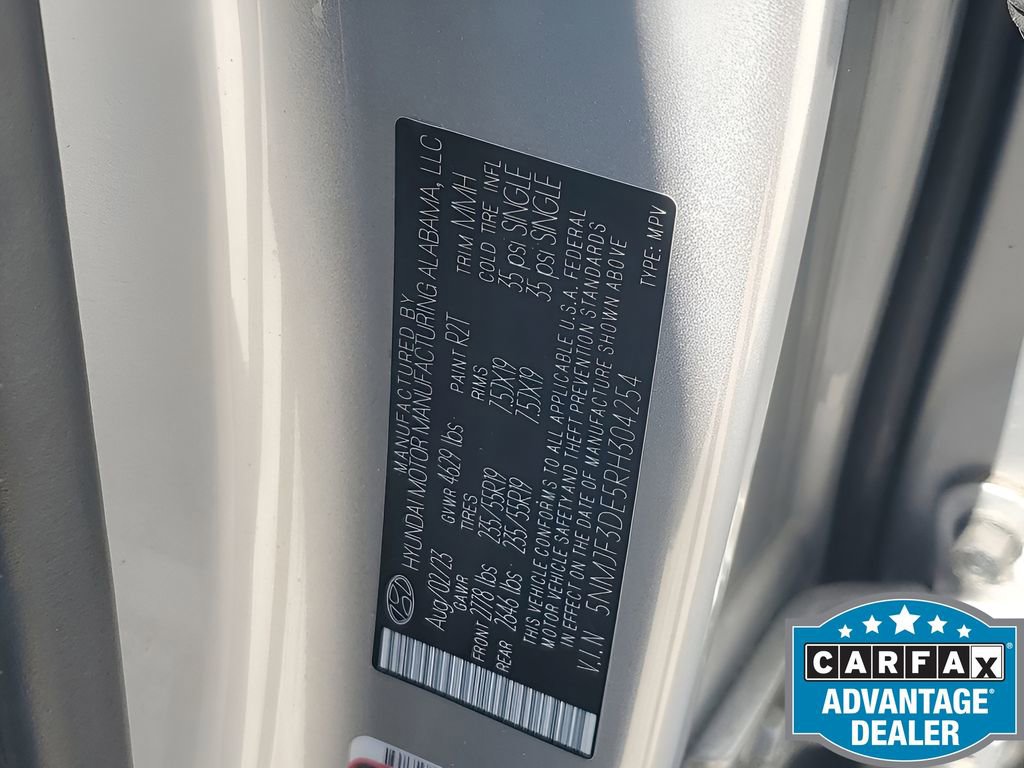 MANUFACTURED BY
HYUNDAI MOTOR MANUFACTURING ALABAMA, LLC
Aug/02/23 GVWR 4629 lbs PAINT R2T TRIM MMH
GAWR TIRES RIMS COLD TIRE INFL
FRONT 2778 lbs 235/55R19 7.5JX19 35 psi SINGLE
REAR 2646 lbs 235/55R19 7.5JX19 35 psi SINGLE
THIS VEHICLE CONFORMS TO ALL APPLICABLE U.S.A. FEDERAL
MOTOR VEHICLE SAFETY AND THEFT PREVENTION STANDARDS
IN EFFECT ON THE DATE OF MANUFACTURE SHOWN ABOVE
V.I.N 5NMJF3DE5RH304254 TYPE: MPV
CARFAX
ADVANTAGE
DEALER